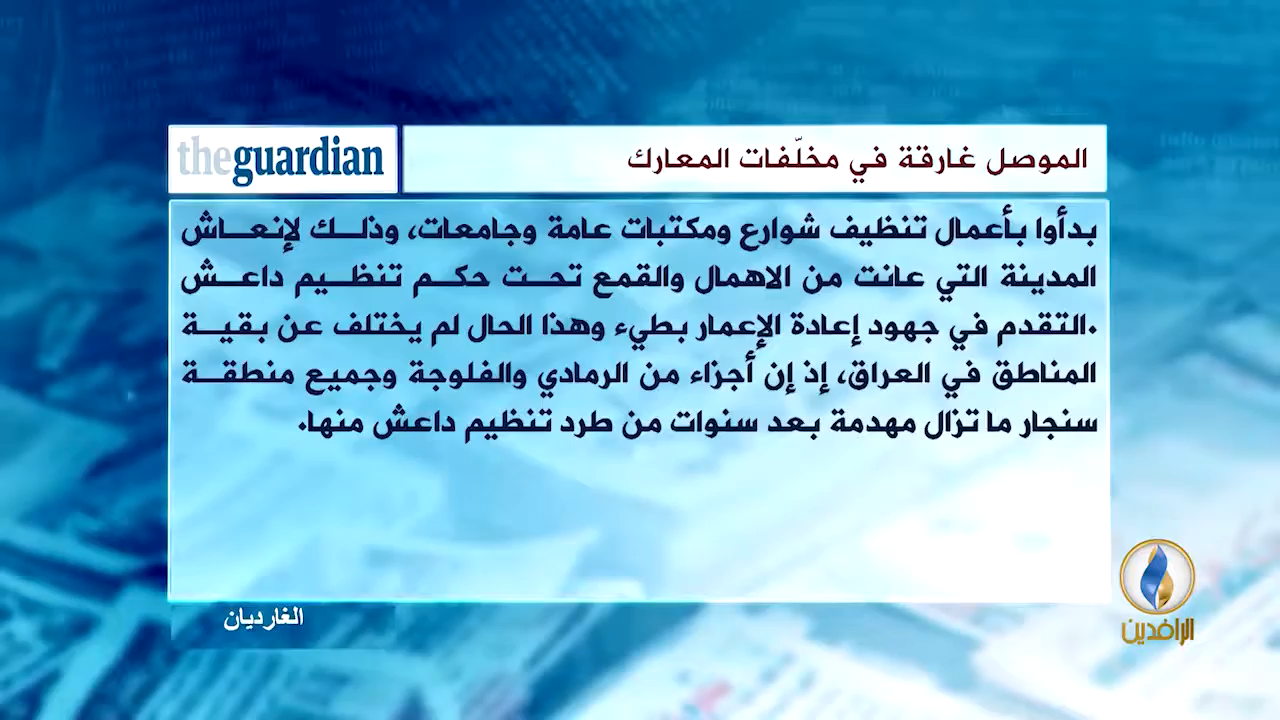 theguardian
الموصل غارقة في مخلّفات المعارك
بدأوا بأعمال تنظيف شوارع ومكتبات عامة وجامعات، وذلك لإنعاش
المدينة التي عانت من الاهمال والقمع تحت حكم تنظيم داعش
.التقدم في جهود إعادة الإعمار بطيء وهذا الحال لم يختلف عن بقية
المناطق في العراق، إذ إن أجزاء من الرمادي والفلوجة وجميع منطقة
سنجار ما تزال مهدمة بعد سنوات من طرد تنظيم داعش منها.
الغارديان
الرافدين